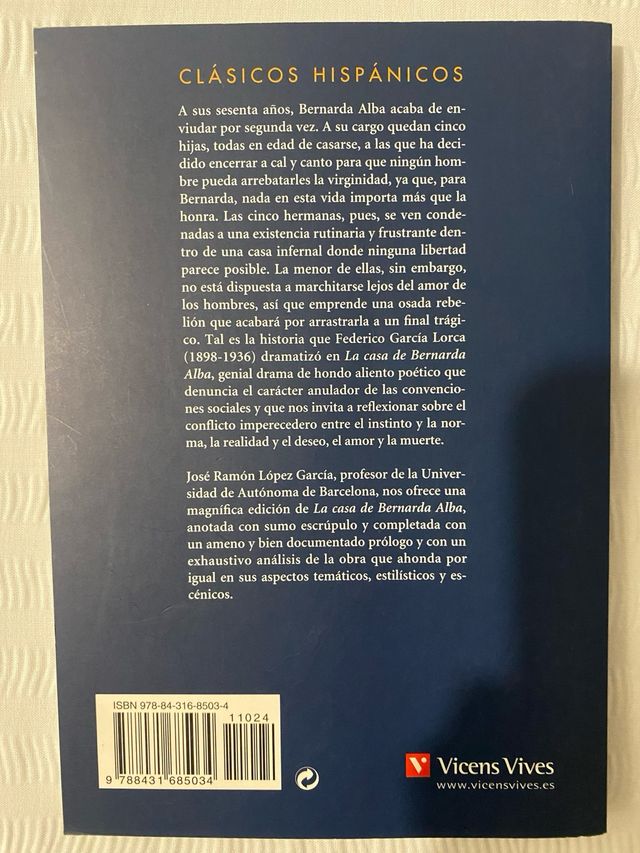 CLÁSICOS HISPÁNICOS
A sus sesenta años, Bernarda Alba acaba de en-
viudar por segunda vez. A su cargo quedan cinco
hijas, todas en edad de casarse, a las que ha deci-
dido encerrar a cal y canto para que ningún hom-
bre pueda arrebatarles la virginidad, ya que, para
Bernarda, nada en esta vida importa más que la
honra. Las cinco hermanas, pues, se ven conde-
nadas a una existencia rutinaria y frustrante den-
tro de una casa infernal donde ninguna libertad
parece posible. La menor de ellas, sin embargo,
no está dispuesta a marchitarse lejos del amor de
los hombres, así que emprende una osada rebe-
lión que acabará por arrastrarla a un final trági-
co. Tal es la historia que Federico García Lorca
(1898-1936) dramatizó en La casa de Bernarda
Alba, genial drama de hondo aliento poético que
denuncia el carácter anulador de las convencio-
nes sociales y que nos invita a reflexionar sobre el
conflicto imperecedero entre el instinto y la nor-
ma, la realidad y el deseo, el amor y la muerte.
José Ramón López García, profesor de la Univer-
sidad de Autónoma de Barcelona, nos ofrece una
magnífica edición de La casa de Bernarda Alba,
anotada con sumo escrúpulo y completada con
un ameno y bien documentado prólogo y con un
exhaustivo análisis de la obra que ahonda por
igual en sus aspectos temáticos, estilísticos y es-
cénicos.
ISBN 978-84-316-8503-4
11024
9 788431 685034
Vicens Vives
www.vicensvives.es